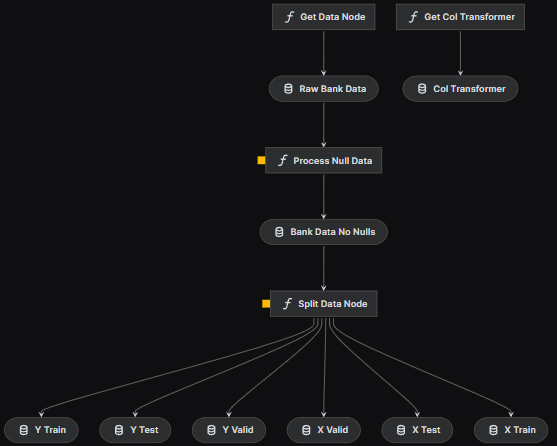 Get Data Node
Get Col Transformer
Raw Bank Data
Col Transformer
Process Null Data
Bank Data No Nulls
Split Data Node
Y Train
Y Test
Y Valid
X Valid
X Test
X Train